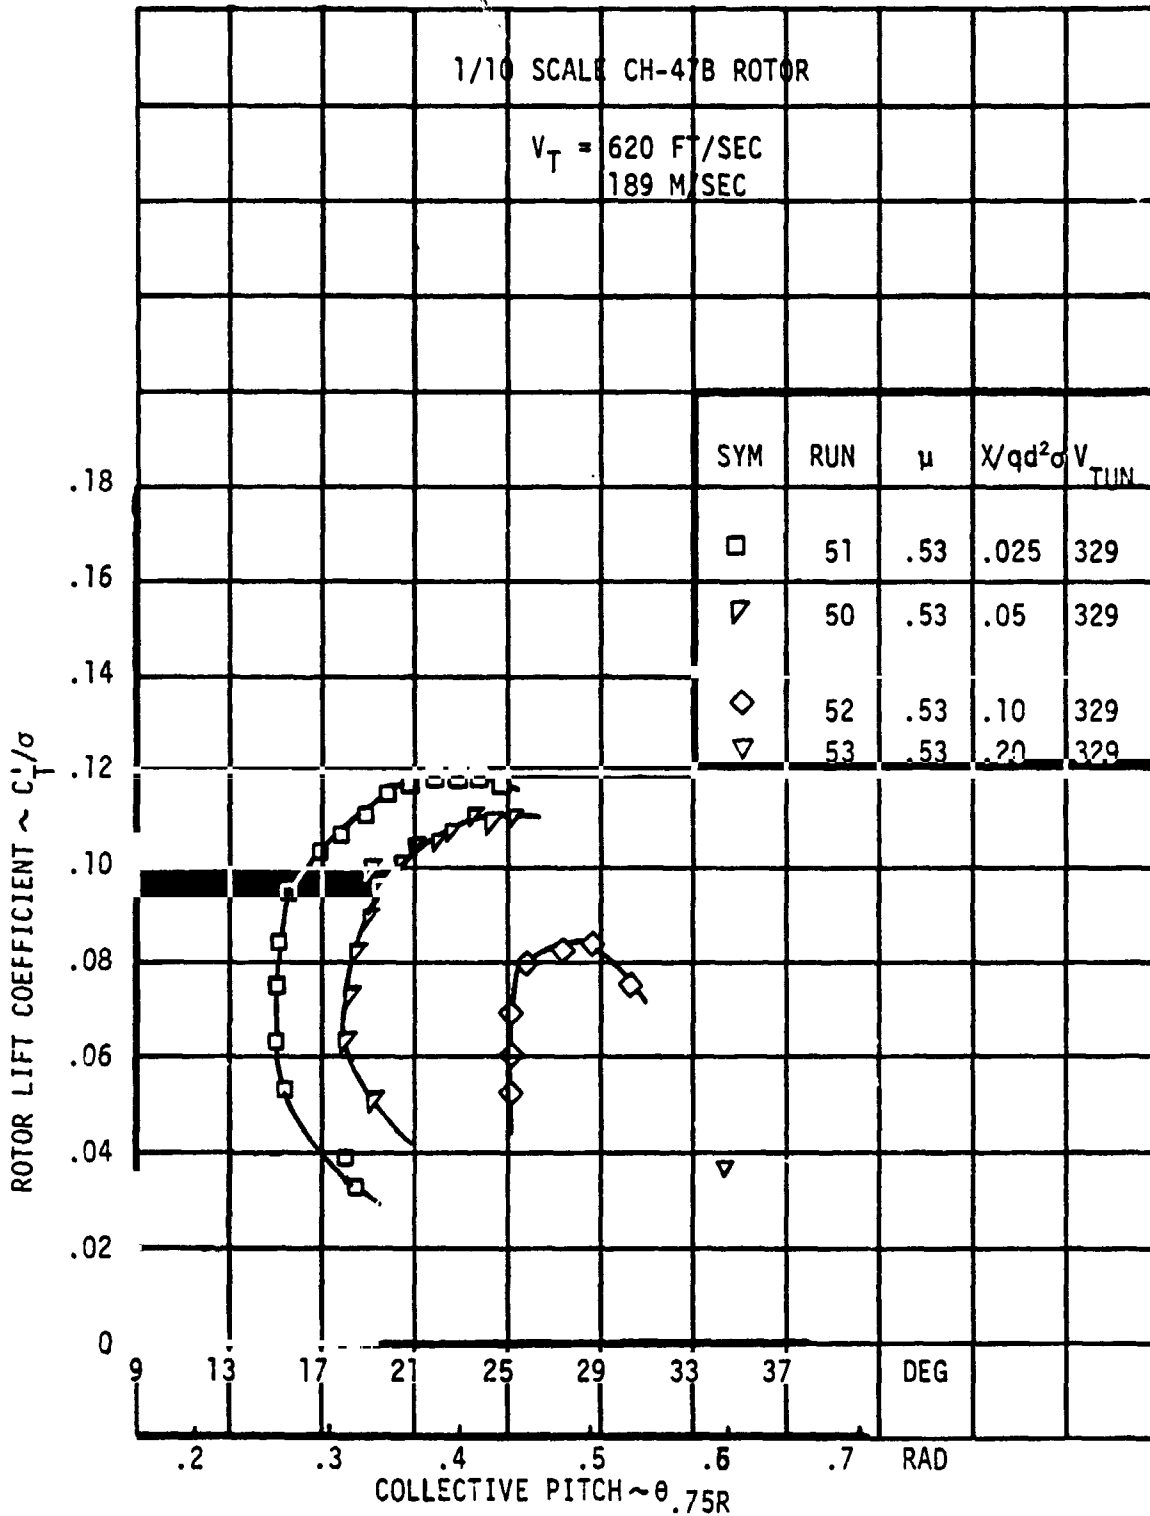 1/10 SCALE CH-47B ROTOR
V_T = 620 FT/SEC
189 M/SEC
SYM RUN μ X/qd²σ V_TUN
51 .53 .025 329
50 .53 .05 329
52 .53 .10 329
53 .53 .20 329
ROTOR LIFT COEFFICIENT ~ C'_T/σ
.18
.16
.14
.12
.10
.08
.06
.04
.02
0
9 13 17 21 25 29 33 37 DEG
.2 .3 .4 .5 .6 .7 RAD
COLLECTIVE PITCH ~ θ.75R